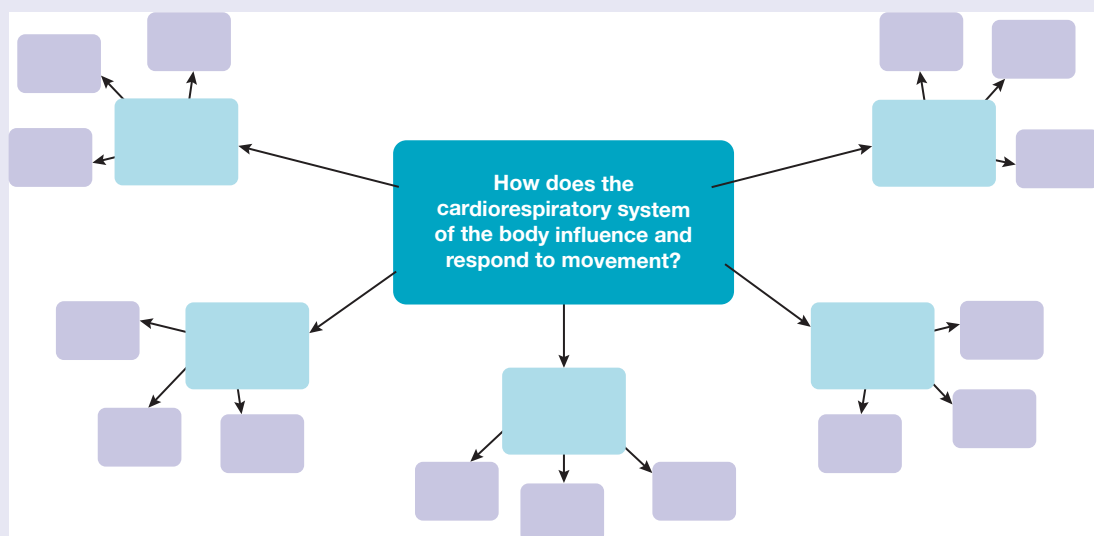 How does the
cardiorespiratory system
of the body influence and
respond to movement?